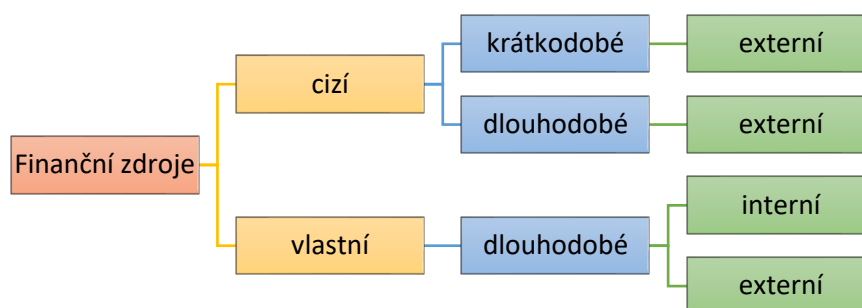 Finanční zdroje
cizí
krátkodobé
externí
dlouhodobé
externí
vlastní
dlouhodobé
interní
externí